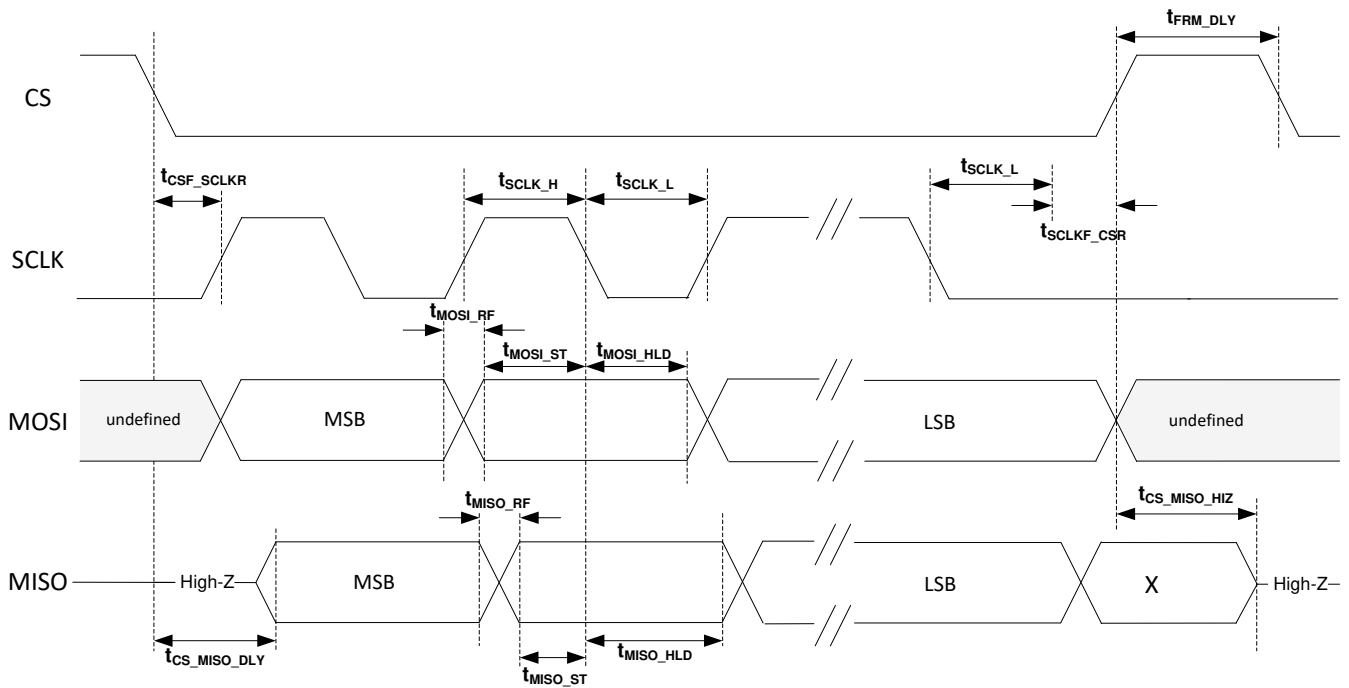 tFRM_DLY
CS
tCSF_SCLKR
tSCLK_H
tSCLK_L
tSCLK_L
tSCLKF_CSR
SCLK
tMOSI_RF
tMOSI_ST
tMOSI_HLD
MOSI
undefined
MSB
LSB
undefined
tMISO_RF
tCS_MISO_HIZ
MISO
High-Z
MSB
LSB
X
High-Z
tCS_MISO_DLY
tMISO_ST
tMISO_HLD